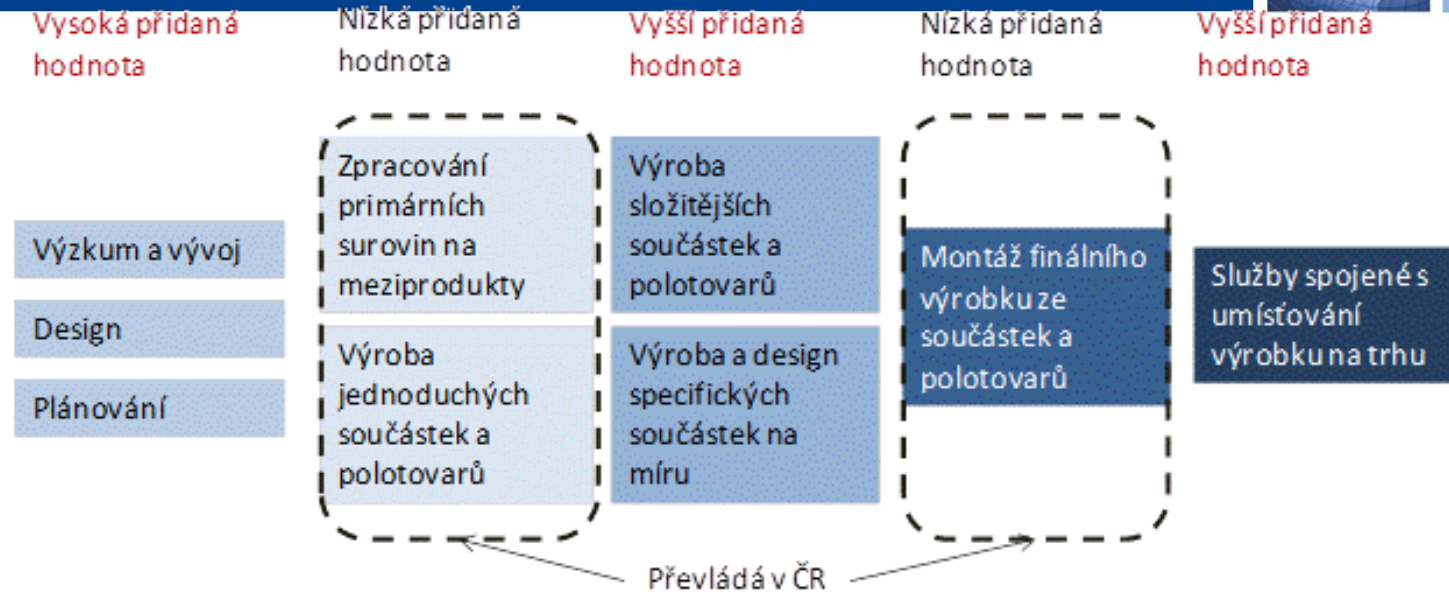 Vysoká přidaná
hodnota
Nízká přidaná
hodnota
Vyšší přidaná
hodnota
Nízká přidaná
hodnota
Vyšší přidaná
hodnota
Výzkum a vývoj
Design
Plánování
Zpracování
primárních
surovin na
meziprodukty
Výroba
jednoduchých
součástek a
polotovarů
Výroba
složitějších
součástek a
polotovarů
Výroba a design
specifických
součástek na
míru
Montáž finálního
výrobku ze
součástek a
polotovarů
Služby spojené s
umísťování
výrobku na trhu
Převládá v ČR